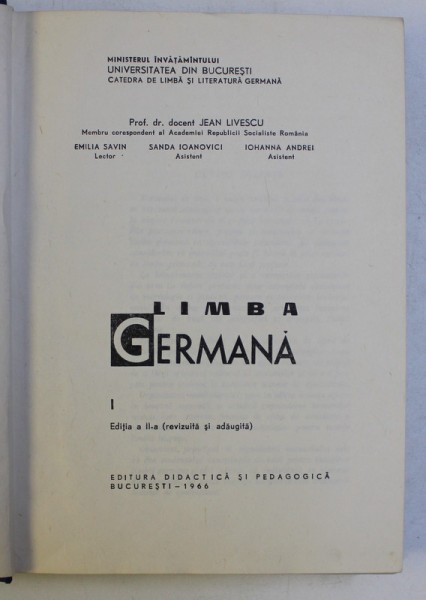 MINISTERUL ÎNVĂȚĂMÎNTULUI
UNIVERSITATEA DIN BUCUREȘTI
CATEDRA DE LIMBĂ ȘI LITERATURĂ GERMANĂ
Prof. dr. docent JEAN LIVESCU
Membru corespondent al Academiei Republicii Socialiste România
EMILIA SAVIN SANDA IOANOVICI IOHANNA ANDREI
Lector Asistent Asistent
LIMBA
GERMANĂ
I
Ediția a II-a (revizuită și adăugită)
EDITURA DIDACTICĂ ȘI PEDAGOGICĂ
BUCUREȘTI – 1966